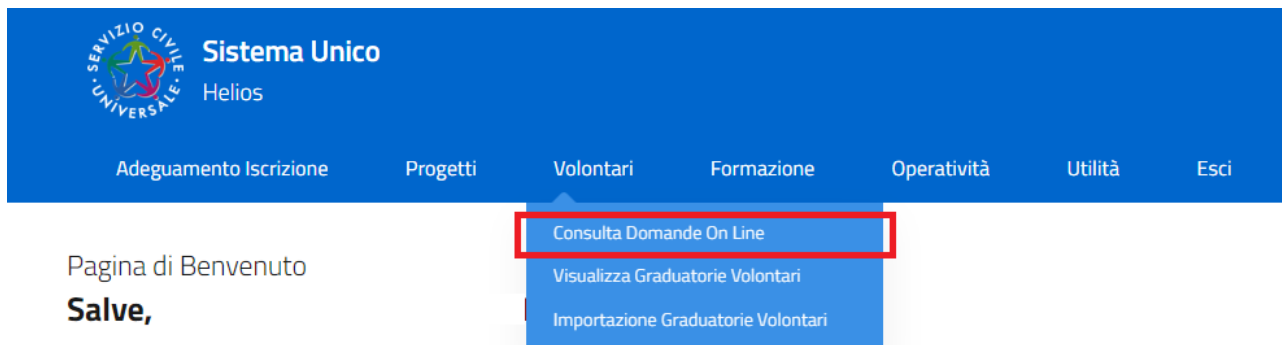 SERVIZIO CIVILE UNIVERSALE
Sistema Unico
Helios
Adeguamento Iscrizione Progetti Volontari Formazione Operatività Utilità Esci
Consulta Domande On Line
Visualizza Graduatorie Volontari
Importazione Graduatorie Volontari
Pagina di Benvenuto
Salve,